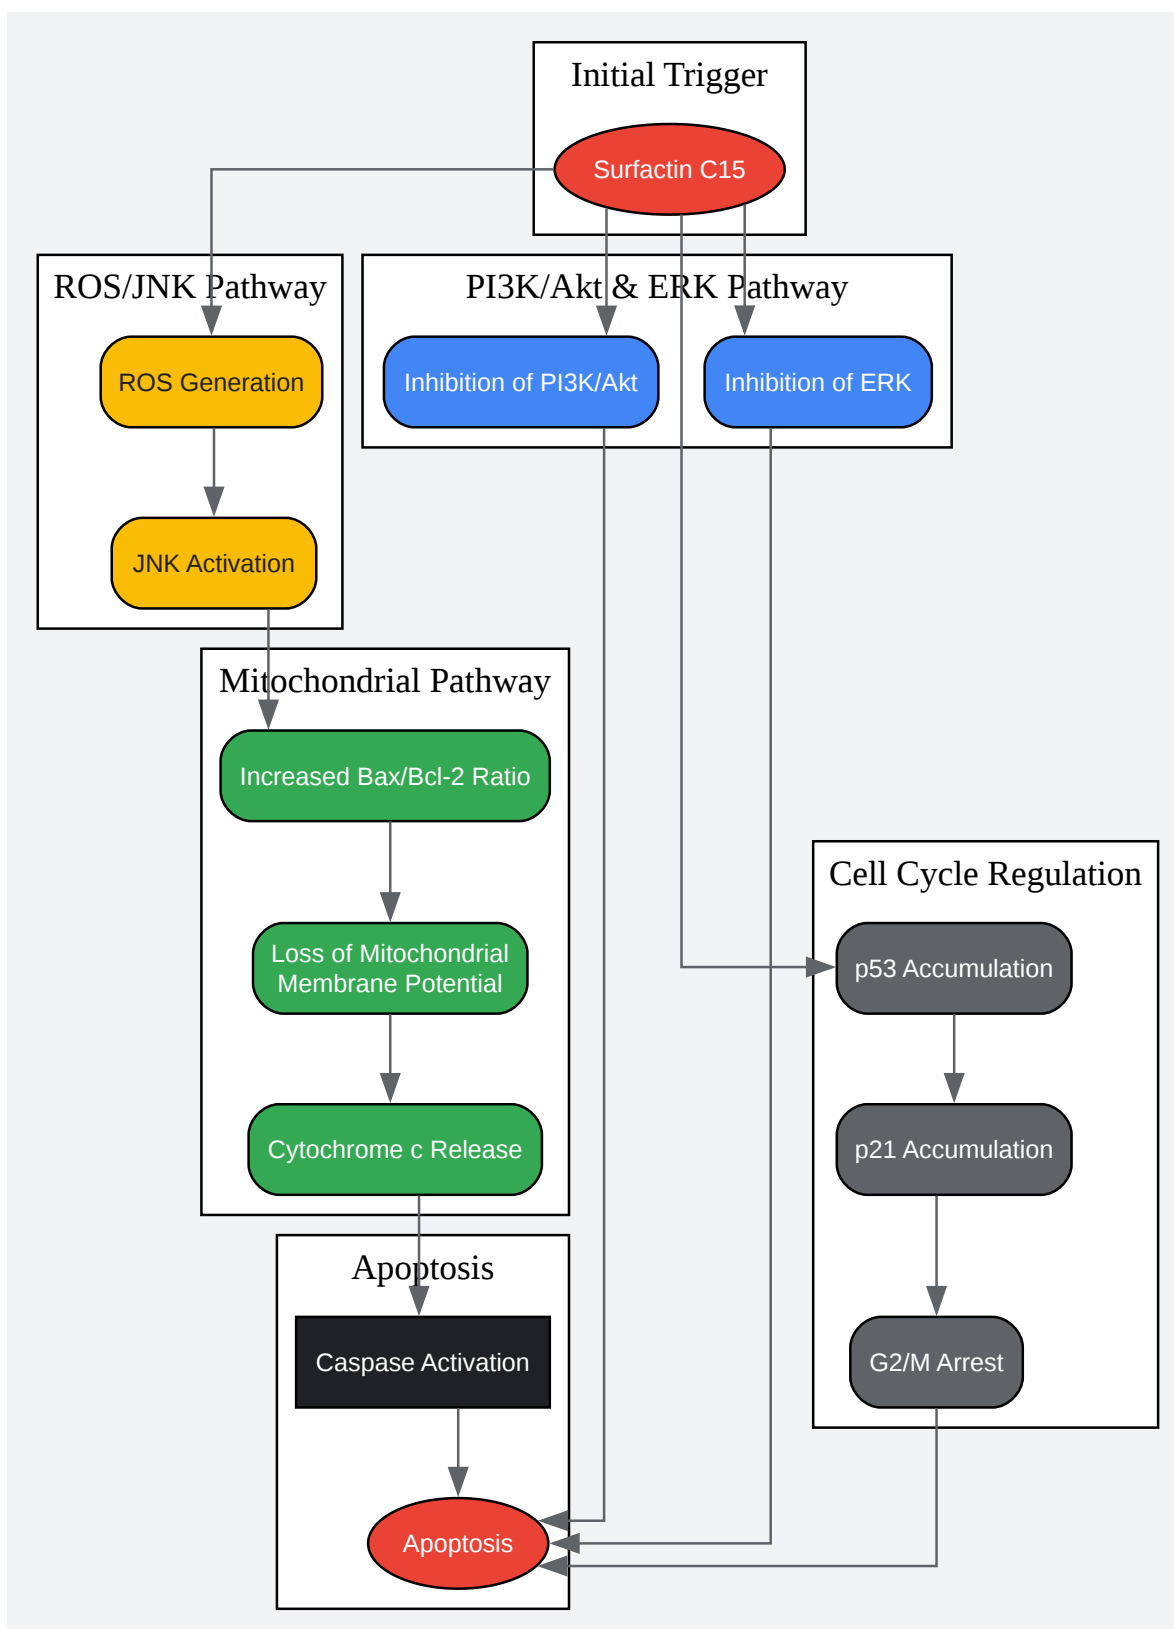 Initial Trigger
Surfactin C15
ROS/JNK Pathway
PI3K/Akt & ERK Pathway
ROS Generation
Inhibition of PI3K/Akt
Inhibition of ERK
JNK Activation
Mitochondrial Pathway
Increased Bax/Bcl-2 Ratio
Cell Cycle Regulation
Loss of Mitochondrial
Membrane Potential
p53 Accumulation
Cytochrome c Release
p21 Accumulation
Apoptosis
Caspase Activation
G2/M Arrest
Apoptosis